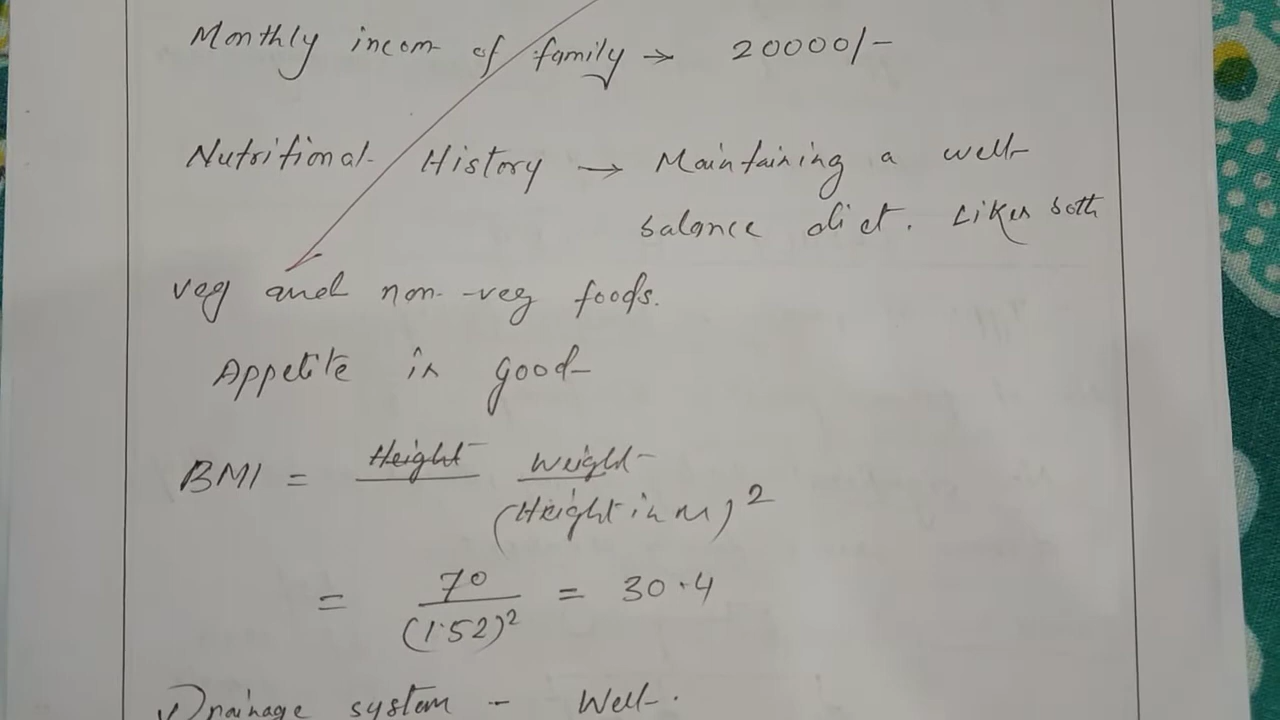 Monthly incom of family → 20000/-
Nutritional History → Maintaining a well
balance diet. Likes both
veg and non-veg foods.
Appetite is good
BMI = Height Weight
(Height in m)²
= 70 = 30.4
(1.52)²
Drainage system - Well.